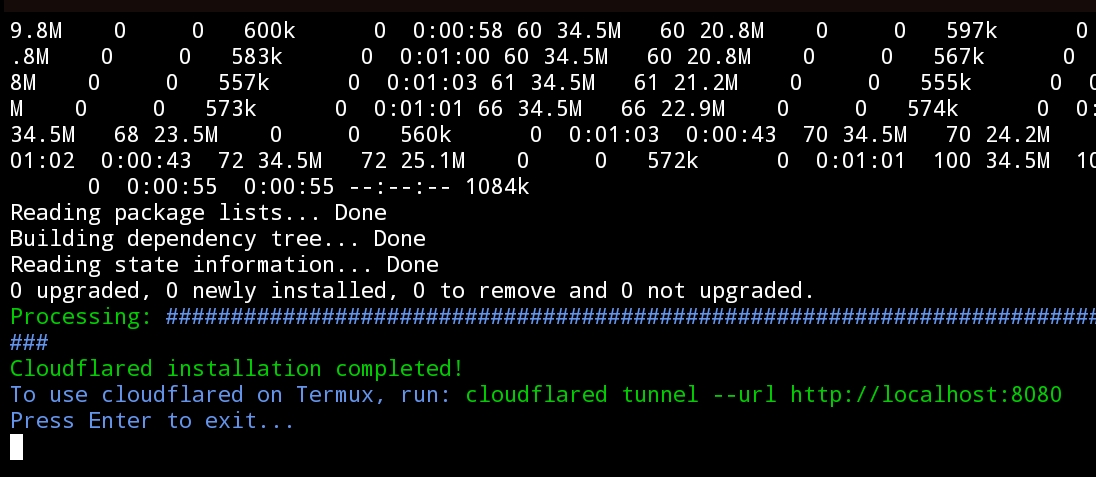 9.8M    0     0   600k      0  0:00:58 60 34.5M   60 20.8M    0     0   597k      0
.8M    0     0   583k      0  0:01:00 60 34.5M   60 20.8M    0     0   567k      0
8M    0     0   557k      0  0:01:03 61 34.5M   61 21.2M    0     0   555k      0
M    0     0   573k      0  0:01:01 66 34.5M   66 22.9M    0     0   574k      0  0:
34.5M   68 23.5M    0     0   560k      0  0:01:03  0:00:43  70 34.5M   70 24.2M
01:02  0:00:43  72 34.5M   72 25.1M    0     0   572k      0  0:01:01  100 34.5M  10
      0  0:00:55  0:00:55 --:--:-- 1084k
Reading package lists... Done
Building dependency tree... Done
Reading state information... Done
0 upgraded, 0 newly installed, 0 to remove and 0 not upgraded.
Processing: ########################################################################
###
Cloudflared installation completed!
To use cloudflared on Termux, run: cloudflared tunnel --url http://localhost:8080
Press Enter to exit...